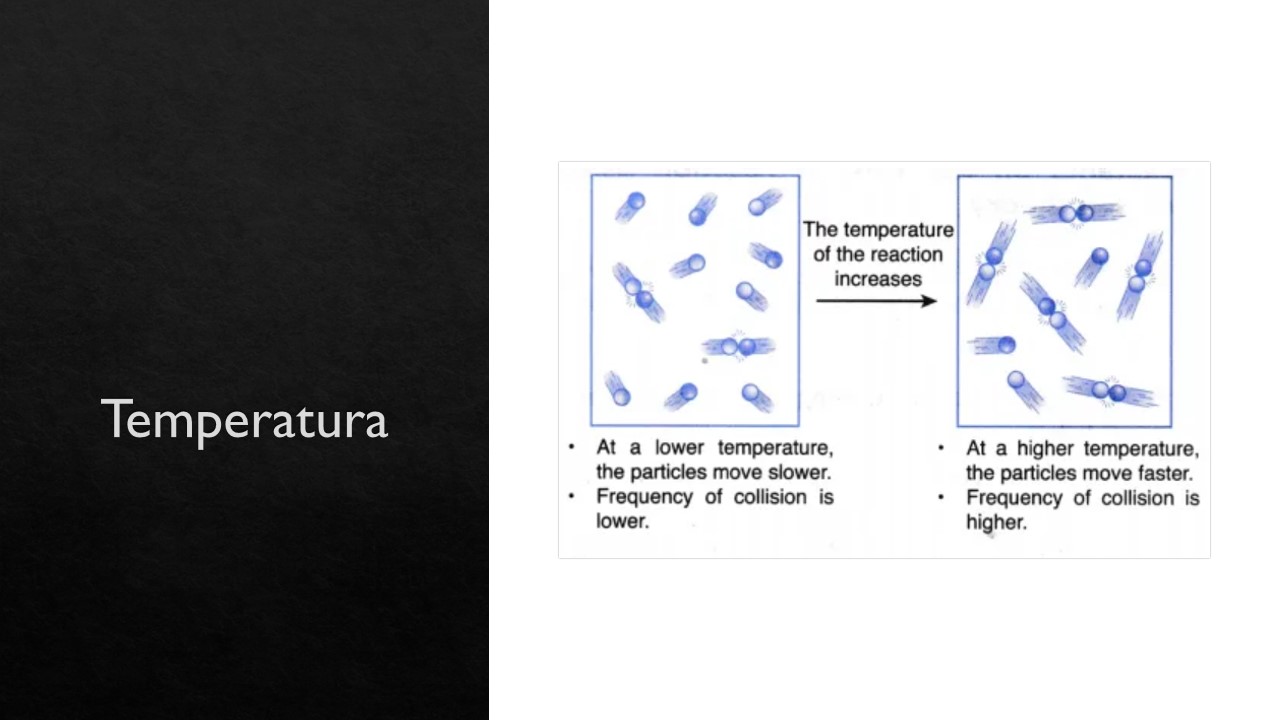 Temperatura
The temperature
of the reaction
increases
• At a lower temperature,
the particles move slower.
• Frequency of collision is
lower.
• At a higher temperature,
the particles move faster.
• Frequency of collision is
higher.